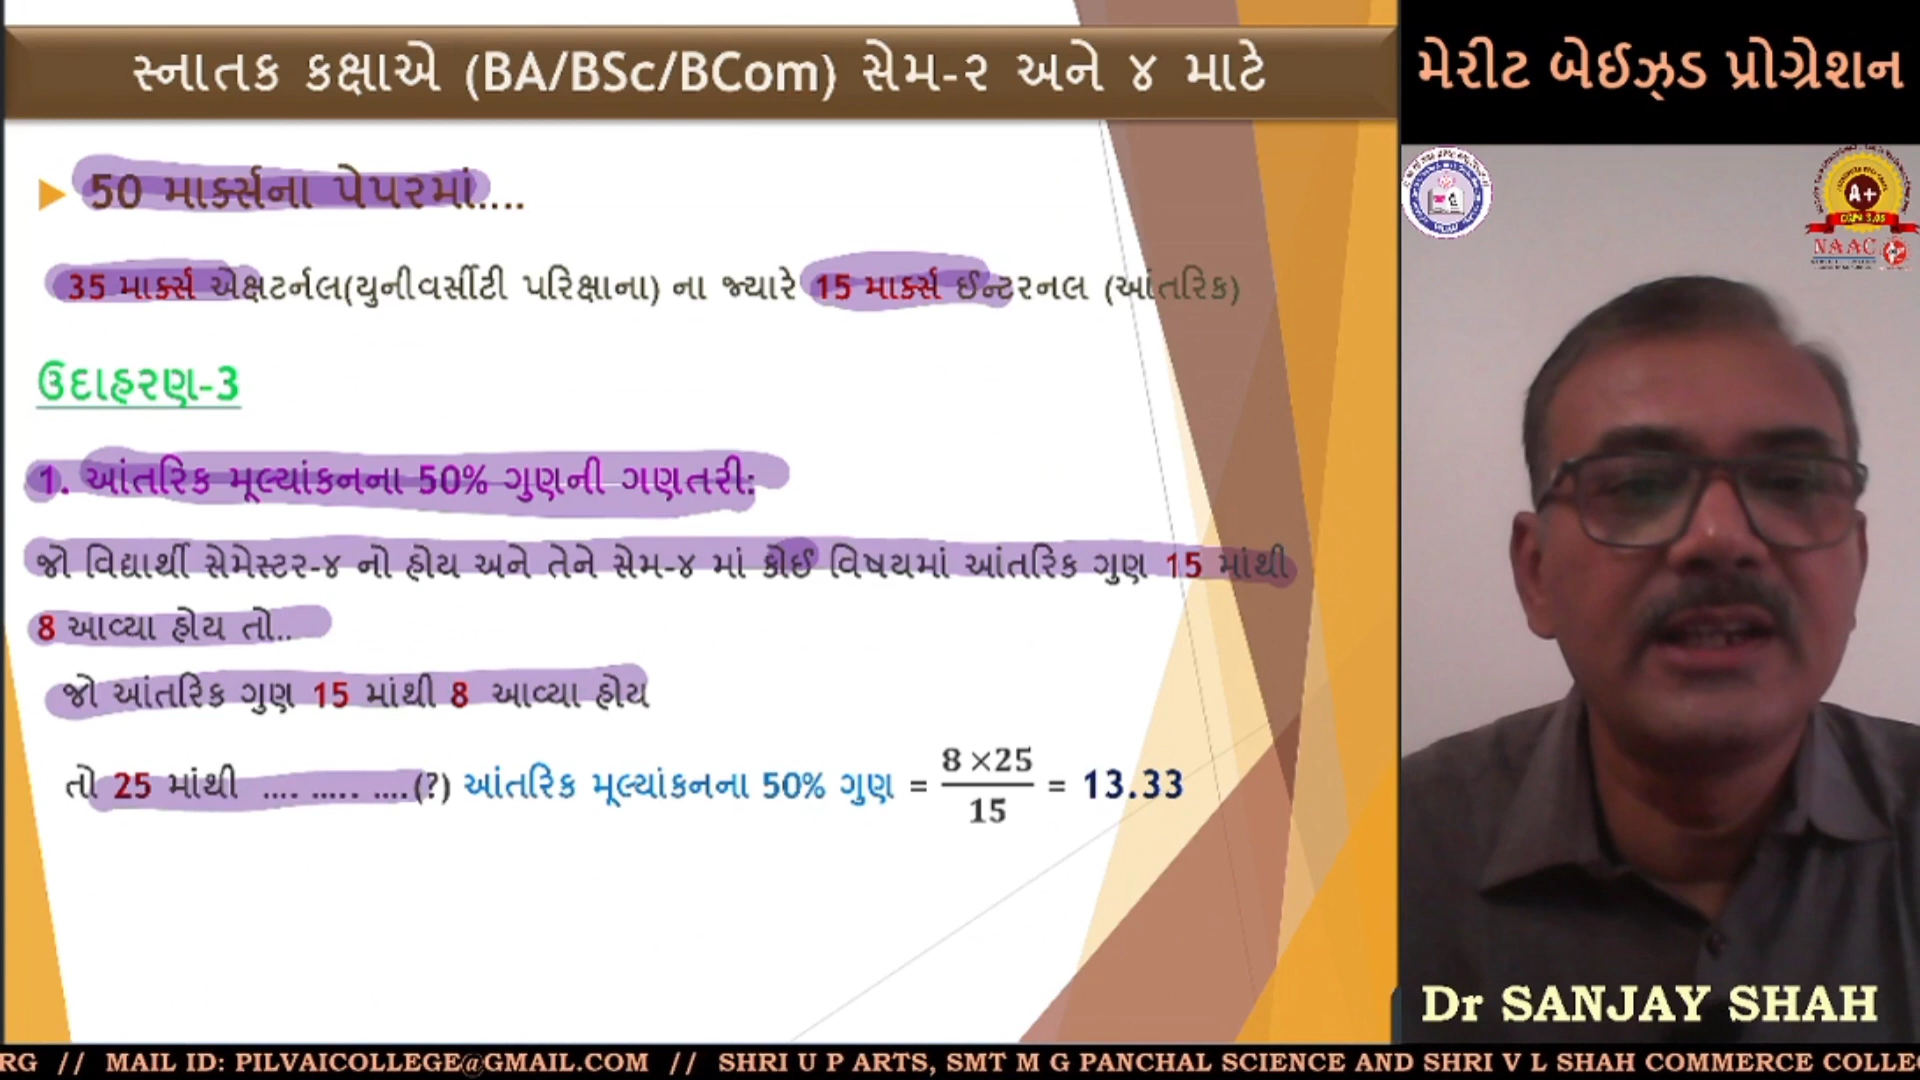 સ્નાતક કક્ષાએ (BA/BSc/BCom) સેમ-૨ અને ૪ માટે
મેરીટ બેઈઝ્ડ પ્રોગ્રેશન
50 માર્ક્સના પેપરમાં....
35 માર્ક્સ એક્ષટર્નલ(યુનીવર્સીટી પરિક્ષાના) ના જ્યારે 15 માર્ક્સ ઈન્ટરનલ (આંતરિક)
ઉદાહરણ-3
1. આંતરિક મૂલ્યાંકનના 50% ગુણની ગણતરી:
જો વિદ્યાર્થી સેમેસ્ટર-૪ નો હોય અને તેને સેમ-૪ માં કોઈ વિષયમાં આંતરિક ગુણ 15 માંથી
8 આવ્યા હોય તો..
જો આંતરિક ગુણ 15 માંથી 8 આવ્યા હોય
તો 25 માંથી .... ..... ....(?) આંતરિક મૂલ્યાંકનના 50% ગુણ = 8 ×25 / 15 = 13.33
A+
NAAC
Dr SANJAY SHAH
RG // MAIL ID: PILVAICOLLEGE@GMAIL.COM // SHRI U P ARTS, SMT M G PANCHAL SCIENCE AND SHRI V L SHAH COMMERCE COLLE